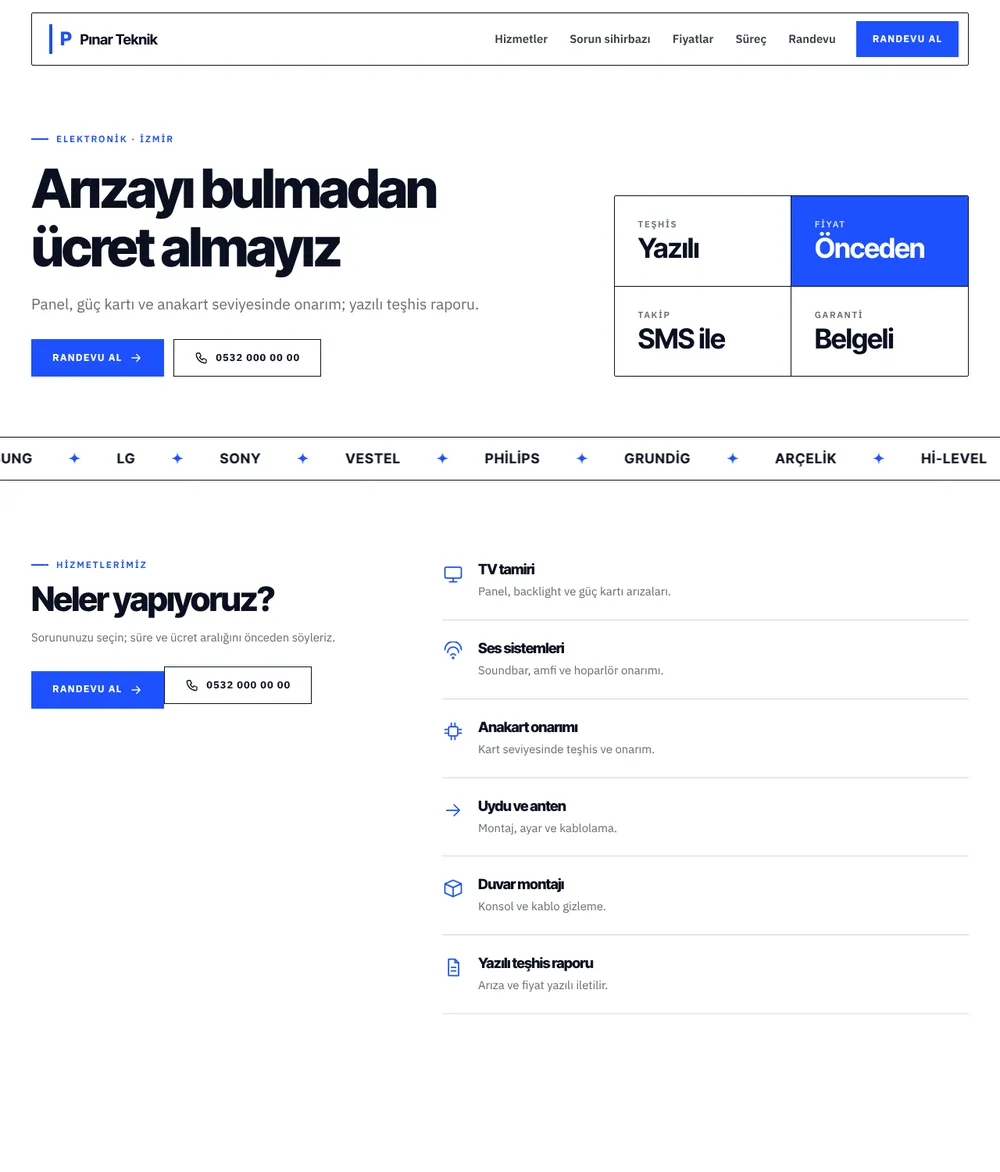 P Pınar Teknik
Hizmetler Sorun sihirbazı Fiyatlar Süreç Randevu RANDEVU AL
ELEKTRONİK · İZMİR
Arızayı bulmadan
ücret almayız
Panel, güç kartı ve anakart seviyesinde onarım; yazılı teşhis raporu.
RANDEVU AL → 0532 000 00 00
TEŞHİS
Yazılı
FİYAT
Önceden
TAKİP
SMS ile
GARANTİ
Belgeli
UNG ✦ LG ✦ SONY ✦ VESTEL ✦ PHİLİPS ✦ GRUNDİG ✦ ARÇELİK ✦ Hİ-LEVEL
HİZMETLERİMİZ
Neler yapıyoruz?
Sorununuzu seçin; süre ve ücret aralığını önceden söyleriz.
RANDEVU AL → 0532 000 00 00
TV tamiri
Panel, backlight ve güç kartı arızaları.
Ses sistemleri
Soundbar, amfi ve hoparlör onarımı.
Anakart onarımı
Kart seviyesinde teşhis ve onarım.
Uydu ve anten
Montaj, ayar ve kablolama.
Duvar montajı
Konsol ve kablo gizleme.
Yazılı teşhis raporu
Arıza ve fiyat yazılı iletilir.